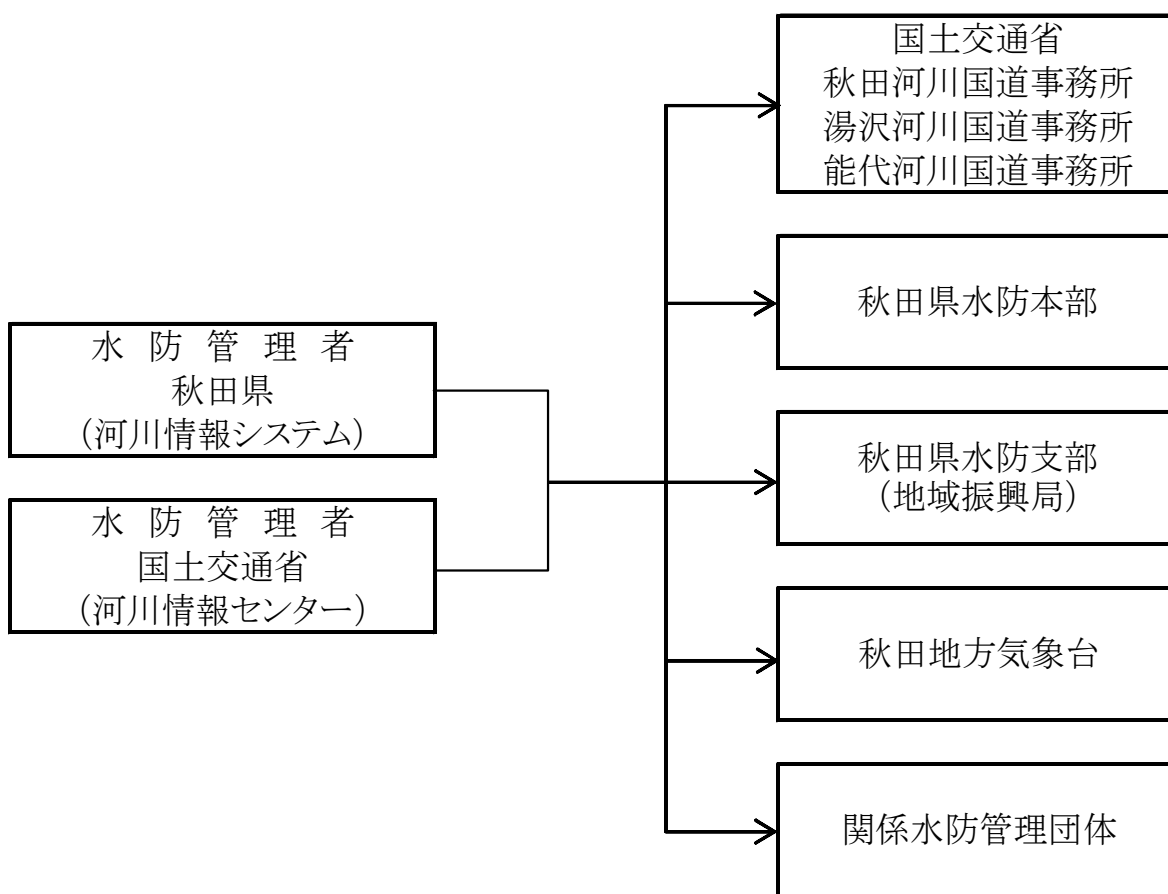 国土交通省
秋田河川国道事務所
湯沢河川国道事務所
能代河川国道事務所
秋田県水防本部
水 防 管 理 者
秋田県
(河川情報システム)
秋田県水防支部
(地域振興局)
水 防 管 理 者
国土交通省
(河川情報センター)
秋田地方気象台
関係水防管理団体